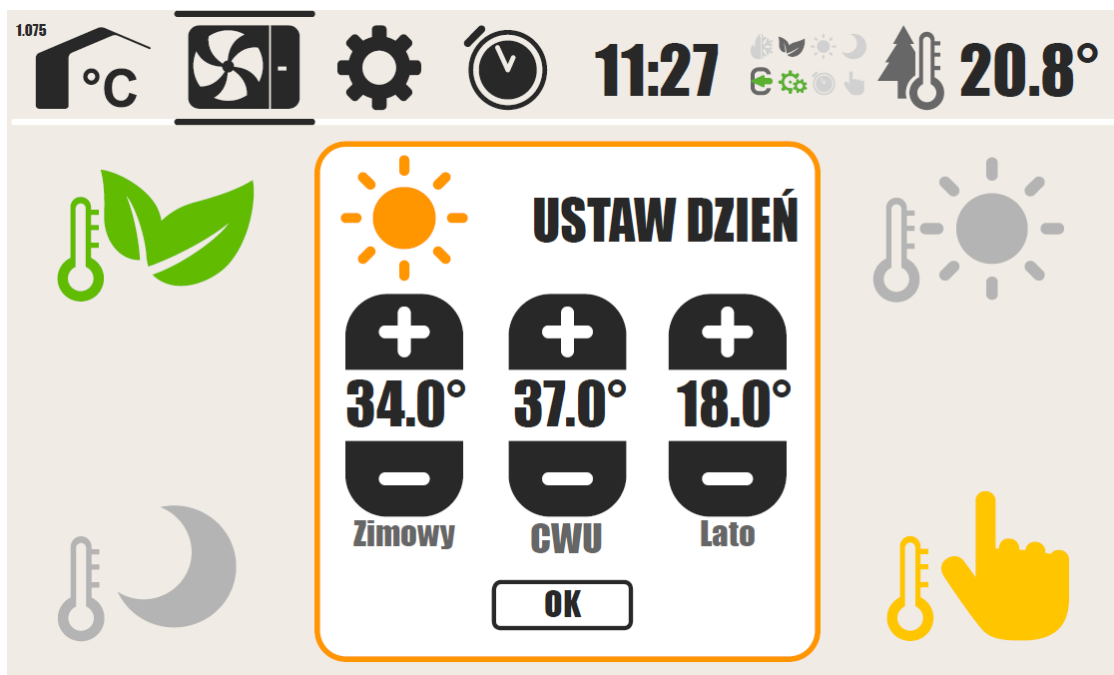 1.075
°C
11:27
20.8°
USTAW DZIEŃ
34.0° 37.0° 18.0°
Zimowy CWU Lato
OK